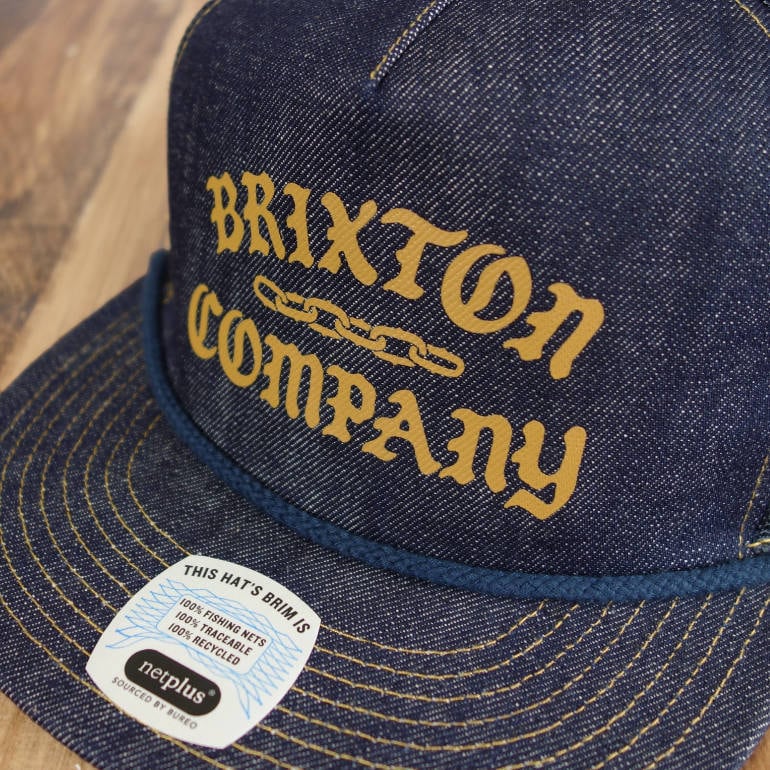 BRIXTON
COMPANY
THIS HAT'S BRIM IS
100% FISHING NETS
100% TRACEABLE
100% RECYCLED
netplus®
SOURCED BY BUREO